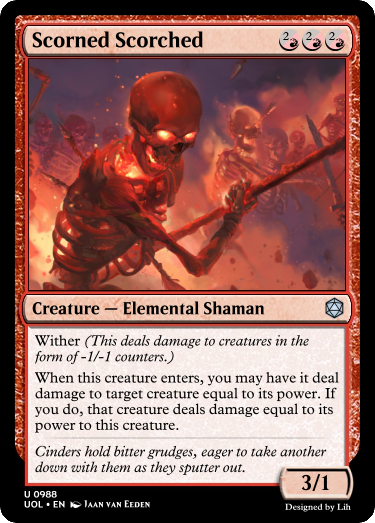 Scorned Scorched
2 2 2
Creature — Elemental Shaman
Wither (This deals damage to creatures in the
form of -1/-1 counters.)
When this creature enters, you may have it deal
damage to target creature equal to its power. If
you do, that creature deals damage equal to its
power to this creature.
Cinders hold bitter grudges, eager to take another
down with them as they sputter out.
3/1
U 0988
UOL • EN Jaan van Eeden
Designed by Lih